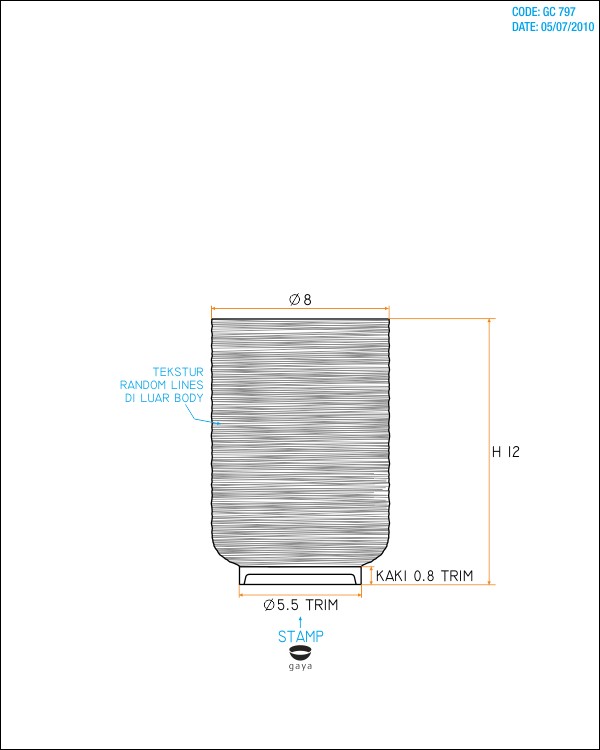 CODE: GC 797
DATE: 05/07/2010
Ø8
TEKSTUR
RANDOM LINES
DI LUAR BODY
H 12
KAKI 0.8 TRIM
Ø5.5 TRIM
STAMP
gaya